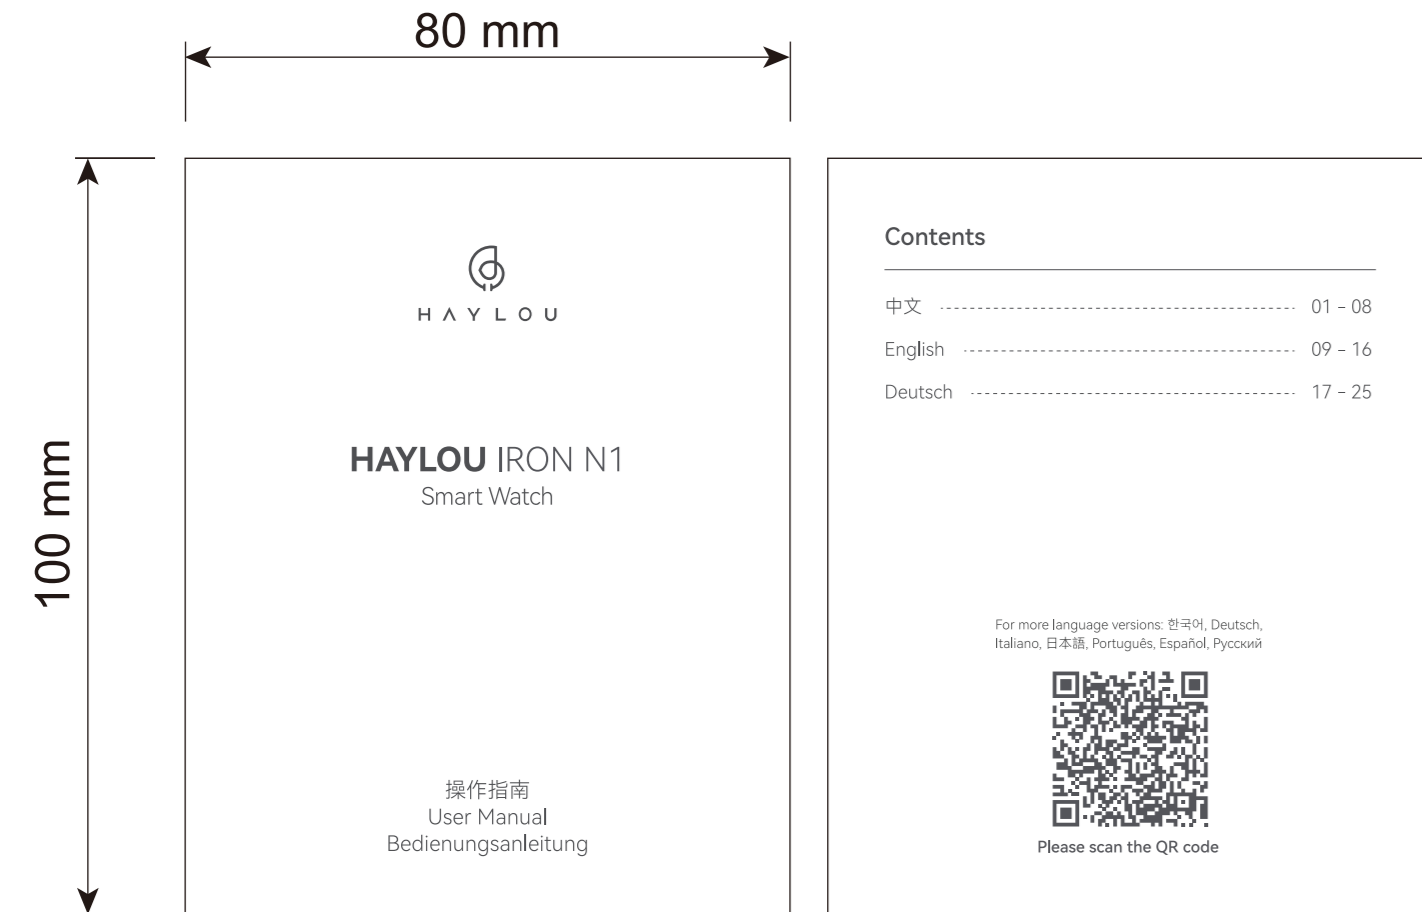 80 mm
100 mm
HAYLOU
HAYLOU IRON N1
Smart Watch
操作指南
User Manual
Bedienungsanleitung
Contents
中文 01 - 08
English 09 - 16
Deutsch 17 - 25
For more language versions: 한국어, Deutsch,
Italiano, 日本語, Português, Español, Русский
Please scan the QR code